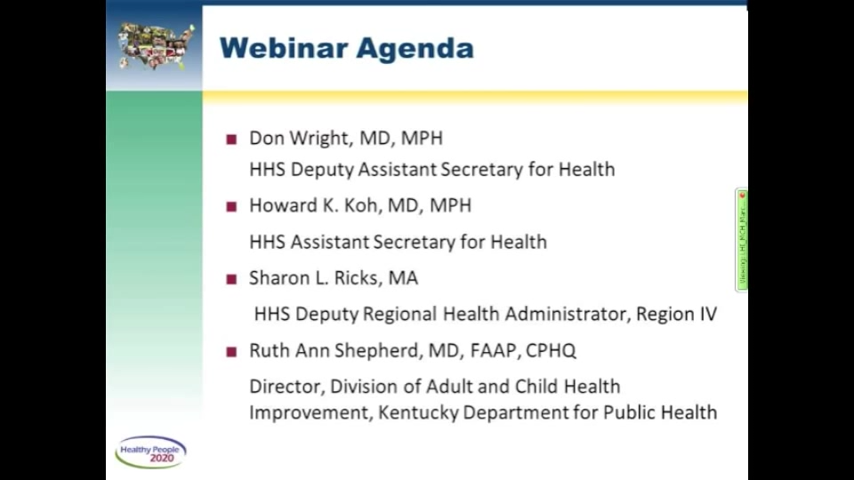 Webinar Agenda
Don Wright, MD, MPH
HHS Deputy Assistant Secretary for Health
Howard K. Koh, MD, MPH
HHS Assistant Secretary for Health
Sharon L. Ricks, MA
HHS Deputy Regional Health Administrator, Region IV
Ruth Ann Shepherd, MD, FAAP, CPHQ
Director, Division of Adult and Child Health
Improvement, Kentucky Department for Public Health
Healthy People
2020